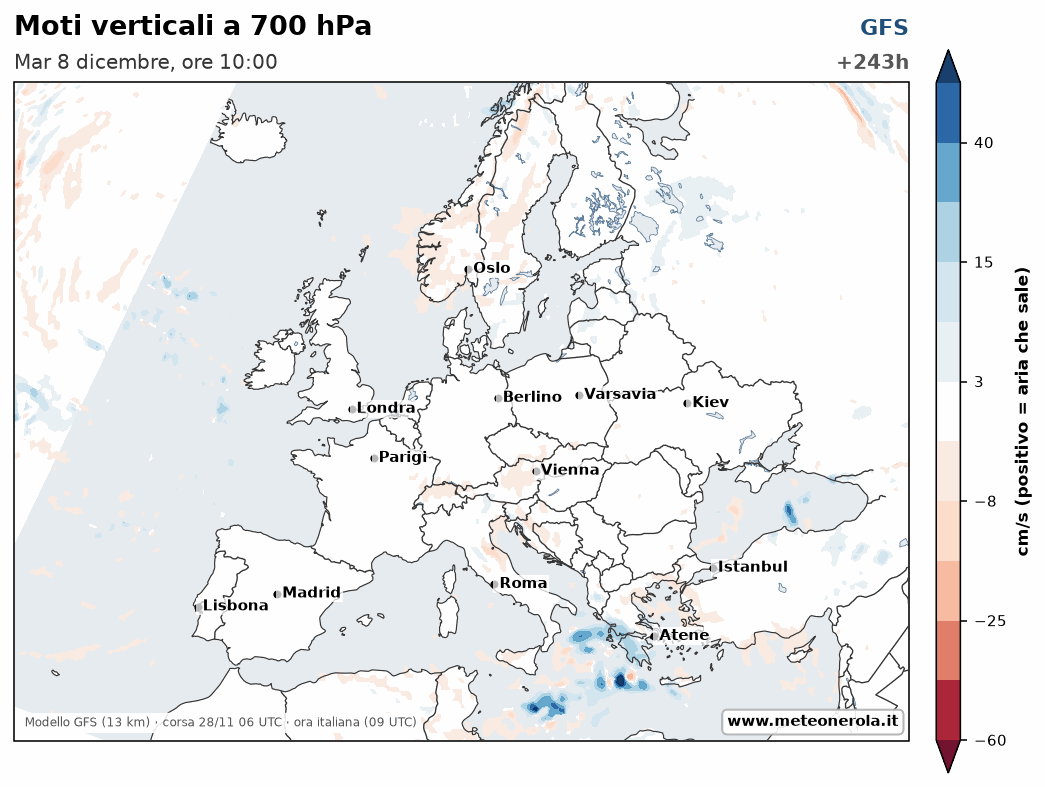 Moti verticali a 700 hPa
GFS
Mar 8 dicembre, ore 10:00
+243h
40
15
3
−8
−25
−60
cm/s (positivo = aria che sale)
Oslo
Londra
Berlino
Varsavia
Kiev
Parigi
Vienna
Istanbul
Roma
Madrid
Lisbona
Atene
Modello GFS (13 km) · corsa 28/11 06 UTC · ora italiana (09 UTC)
www.meteonerola.it